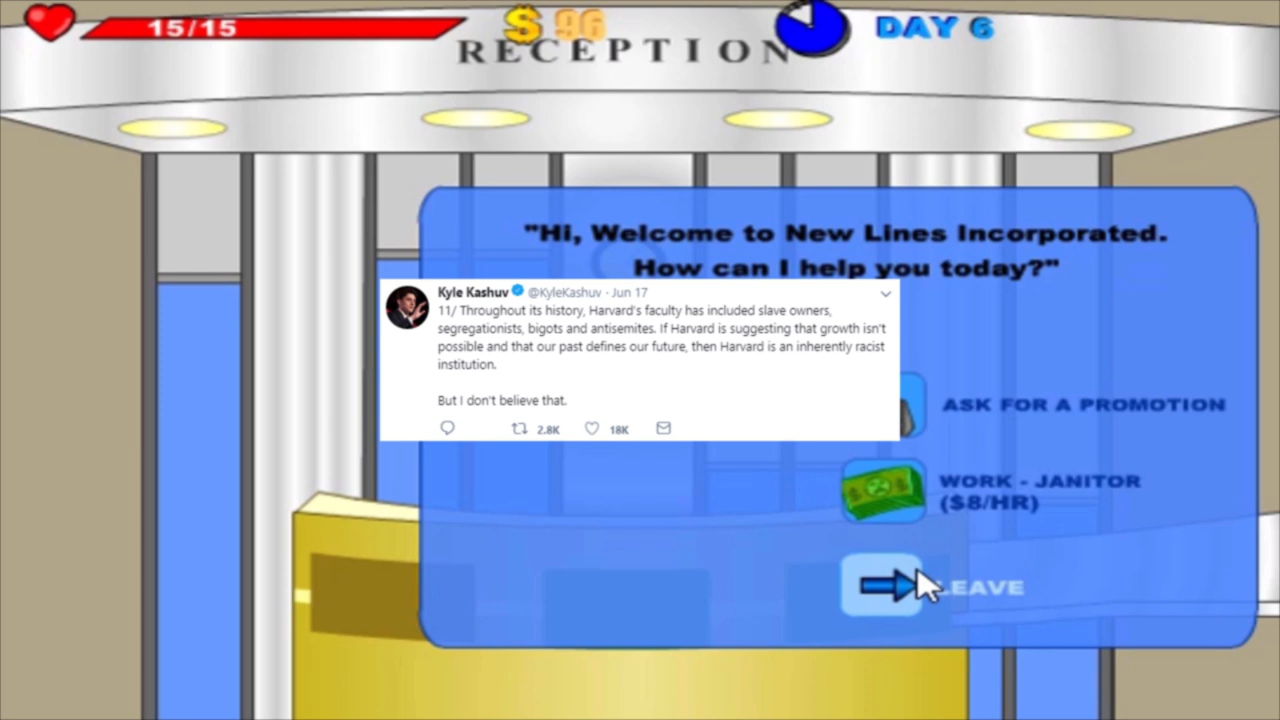 15/15
$ 96
DAY 6
RECEPTION
"Hi, Welcome to New Lines Incorporated.
How can I help you today?"
Kyle Kashuv @KyleKashuv · Jun 17
11/ Throughout its history, Harvard's faculty has included slave owners,
segregationists, bigots and antisemites. If Harvard is suggesting that growth isn't
possible and that our past defines our future, then Harvard is an inherently racist
institution.
But I don't believe that.
2.8K
18K
ASK FOR A PROMOTION
WORK - JANITOR
($8/HR)
LEAVE